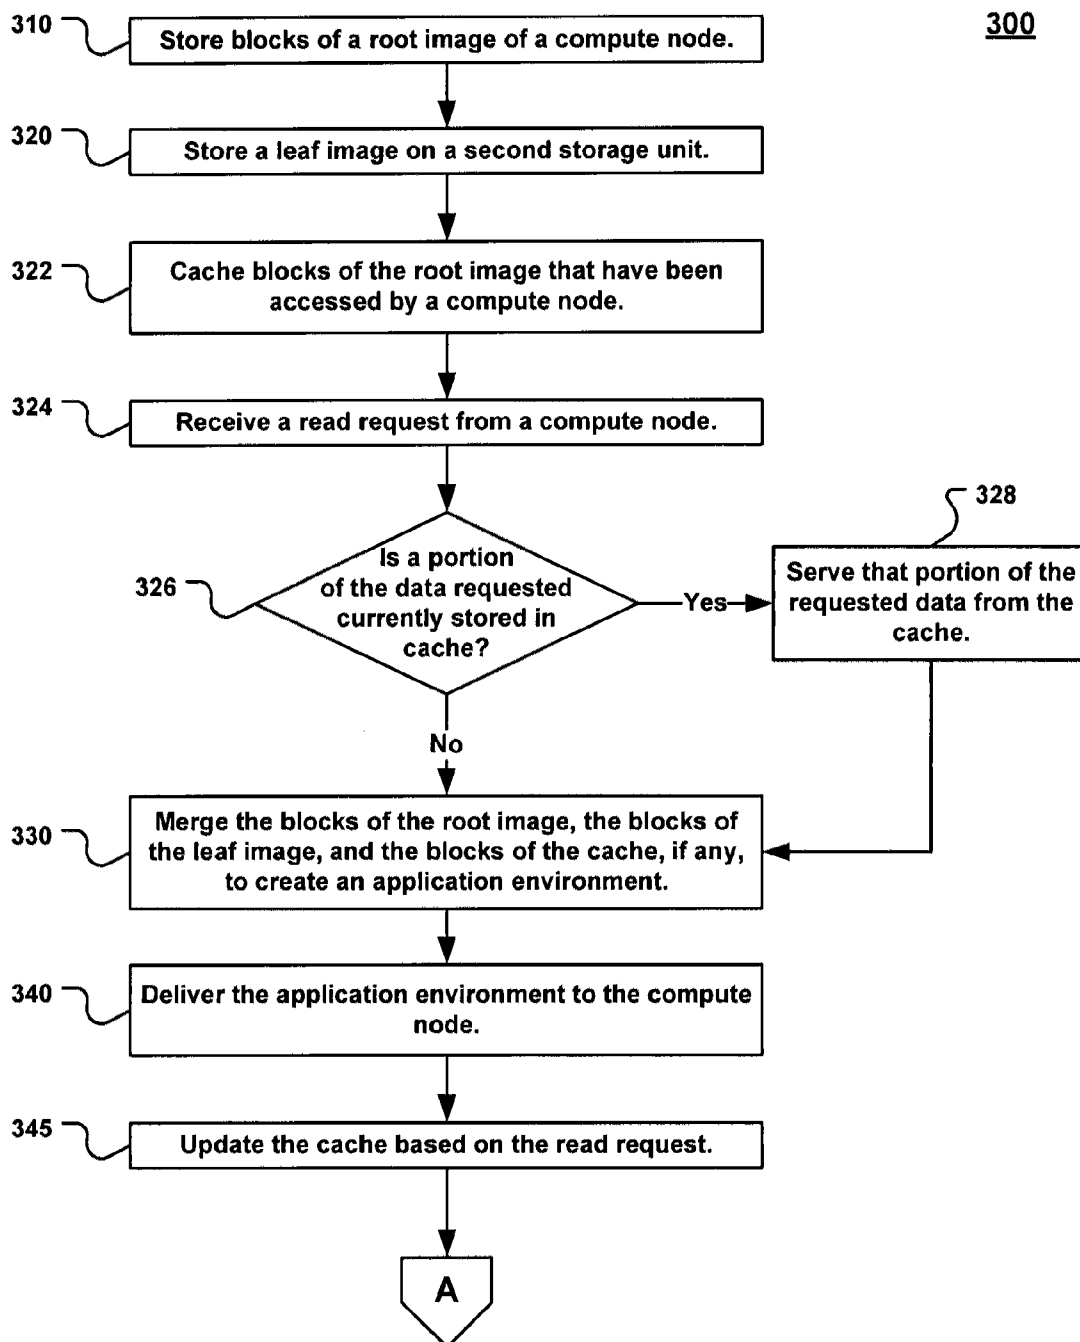 310
Store blocks of a root image of a compute node.
300
320
Store a leaf image on a second storage unit.
322
Cache blocks of the root image that have been
accessed by a compute node.
324
Receive a read request from a compute node.
326
Is a portion
of the data requested
currently stored in
cache?
Yes
328
Serve that portion of the
requested data from the
cache.
No
330
Merge the blocks of the root image, the blocks of
the leaf image, and the blocks of the cache, if any,
to create an application environment.
340
Deliver the application environment to the compute
node.
345
Update the cache based on the read request.
A